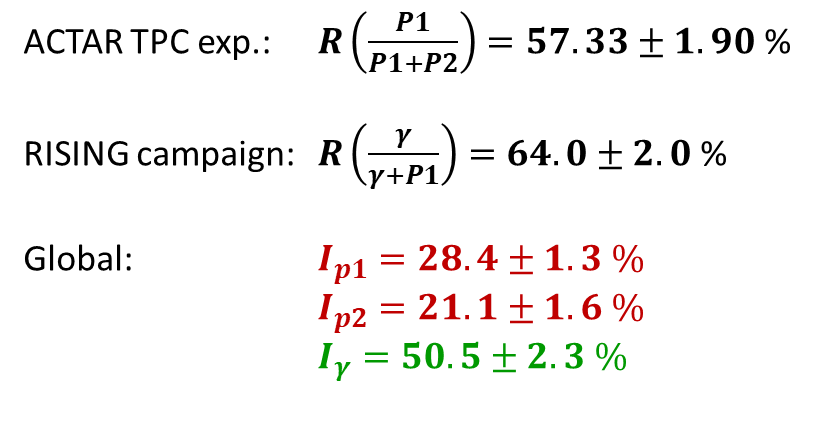 ACTAR TPC exp.: R(P1/(P1+P2)) = 57.33 ± 1.90 %
RISING campaign: R(γ/(γ+P1)) = 64.0 ± 2.0 %
Global: I_p1 = 28.4 ± 1.3 %
I_p2 = 21.1 ± 1.6 %
I_γ = 50.5 ± 2.3 %